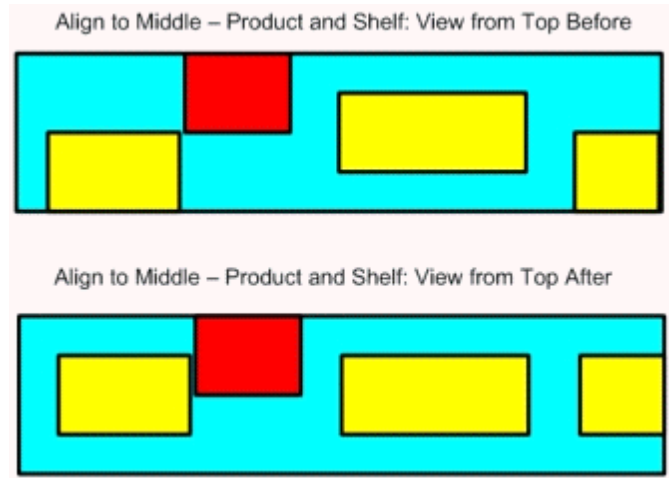 Align to Middle – Product and Shelf: View from Top Before
Align to Middle – Product and Shelf: View from Top After